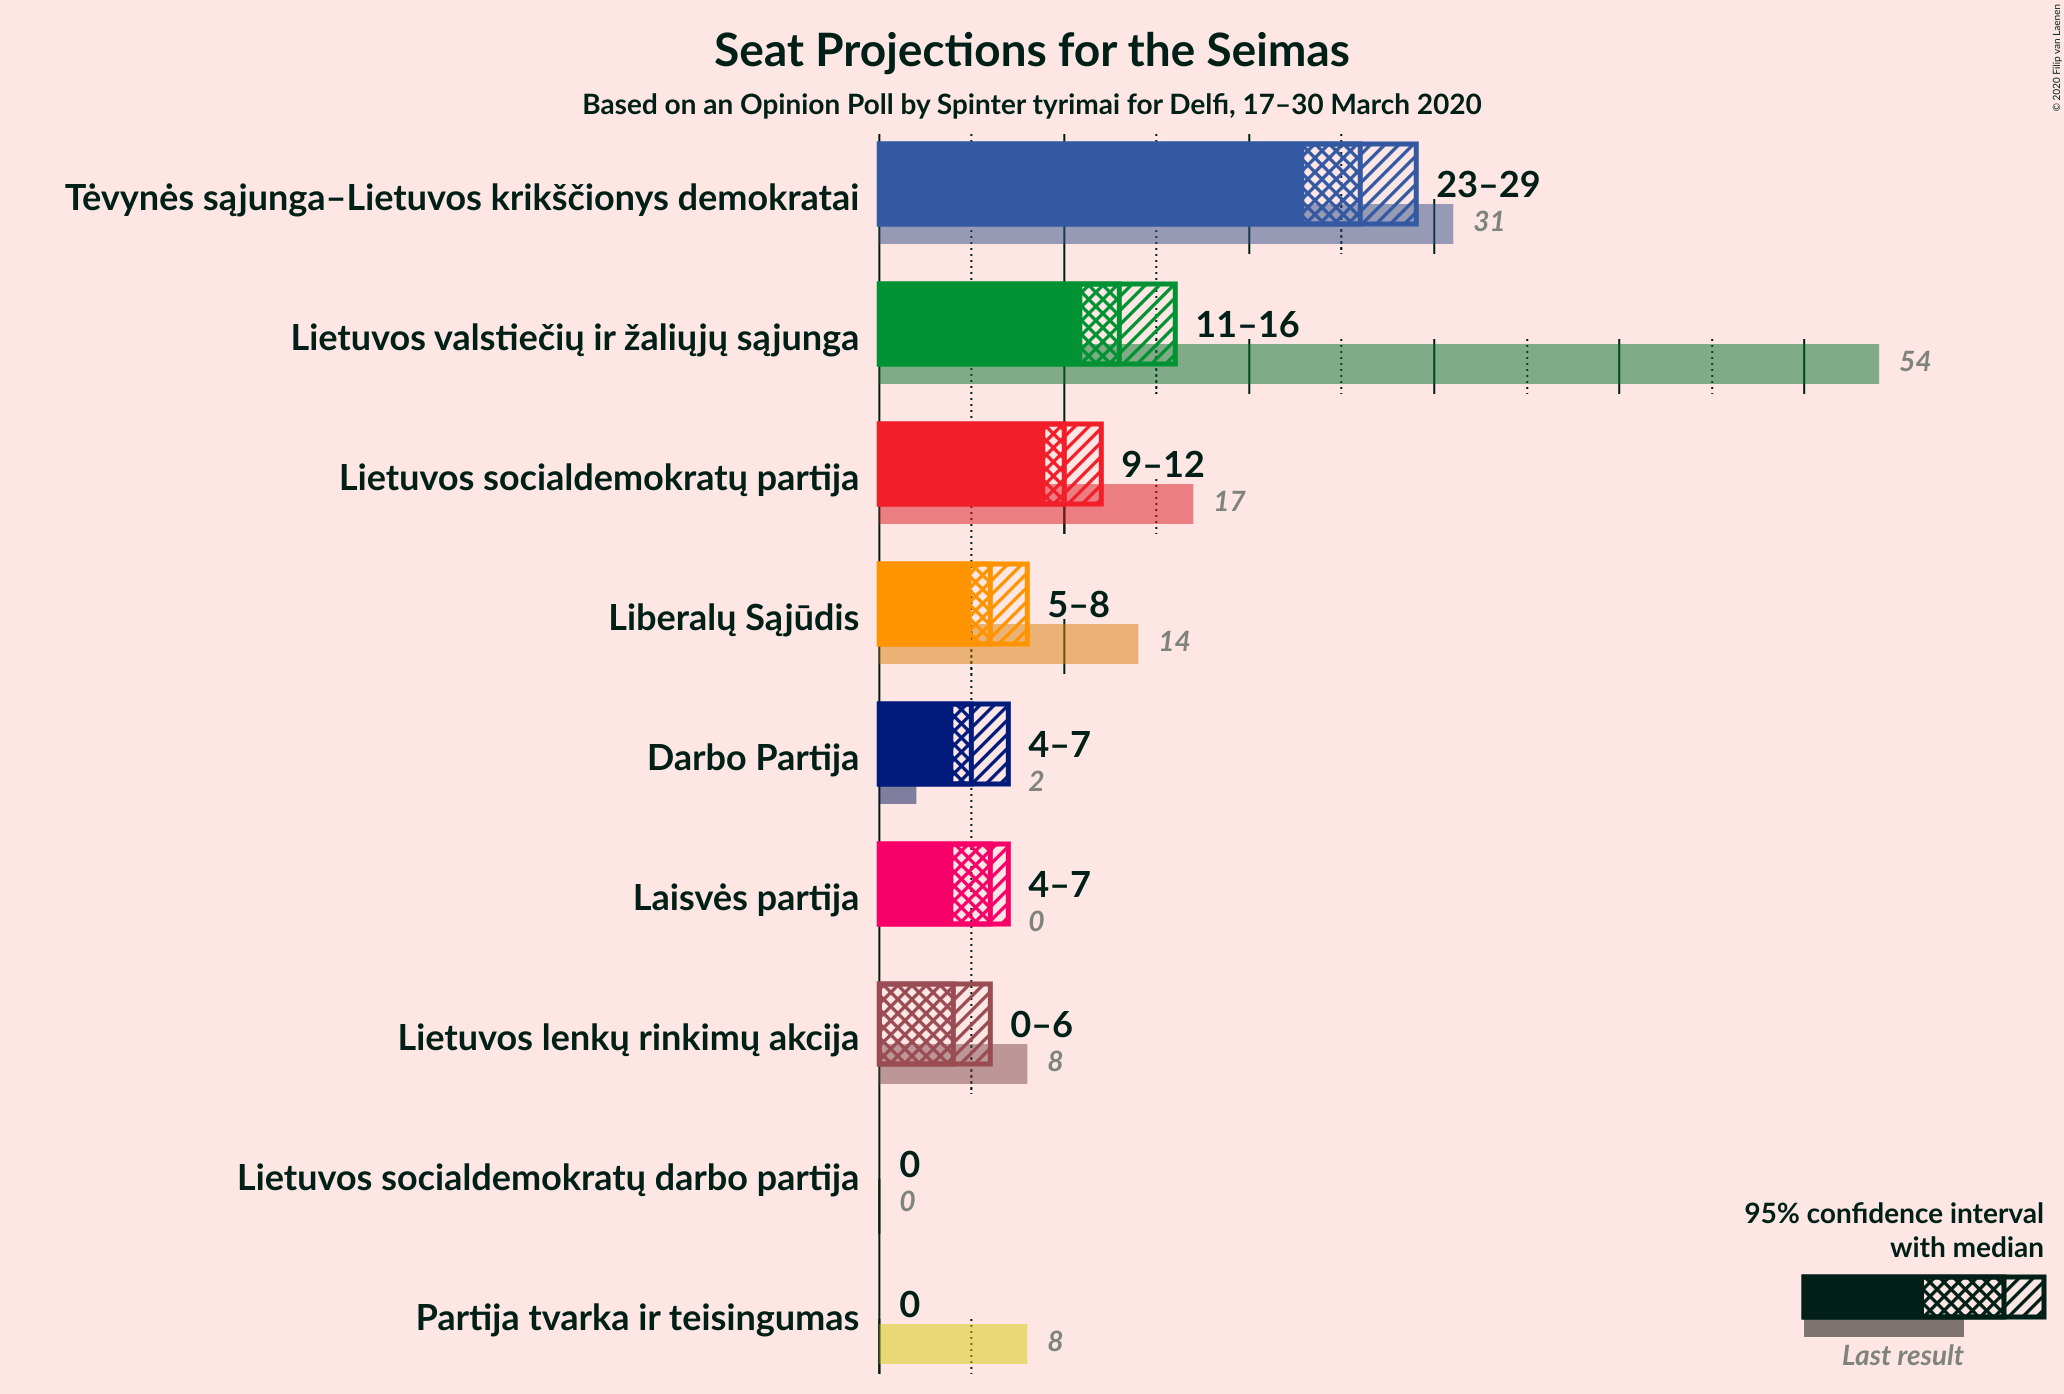 Seat Projections for the Seimas
Based on an Opinion Poll by Spinter tyrimai for Delfi, 17–30 March 2020
© 2020 Filip van Laenen
Tėvynės sąjunga–Lietuvos krikščionys demokratai
23–29
31
Lietuvos valstiečių ir žaliųjų sąjunga
11–16
54
Lietuvos socialdemokratų partija
9–12
17
Liberalų Sąjūdis
5–8
14
Darbo Partija
4–7
2
Laisvės partija
4–7
0
Lietuvos lenkų rinkimų akcija
0–6
8
Lietuvos socialdemokratų darbo partija
0
0
Partija tvarka ir teisingumas
0
8
95% confidence interval
with median
Last result